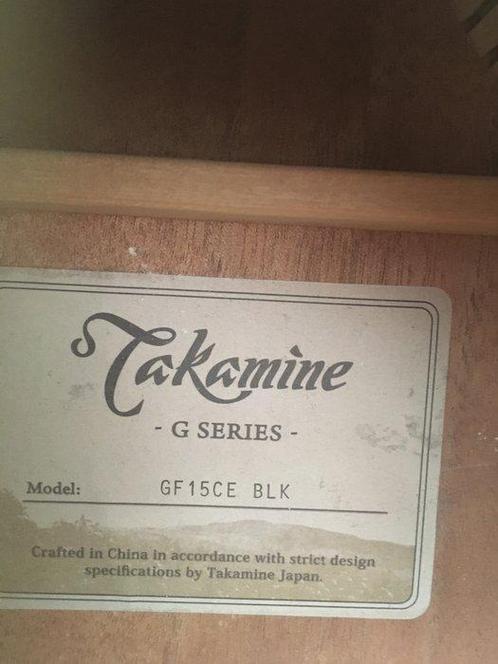 Takamine
- G SERIES -
Model: GF15CE BLK
Crafted in China in accordance with strict design
specifications by Takamine Japan.